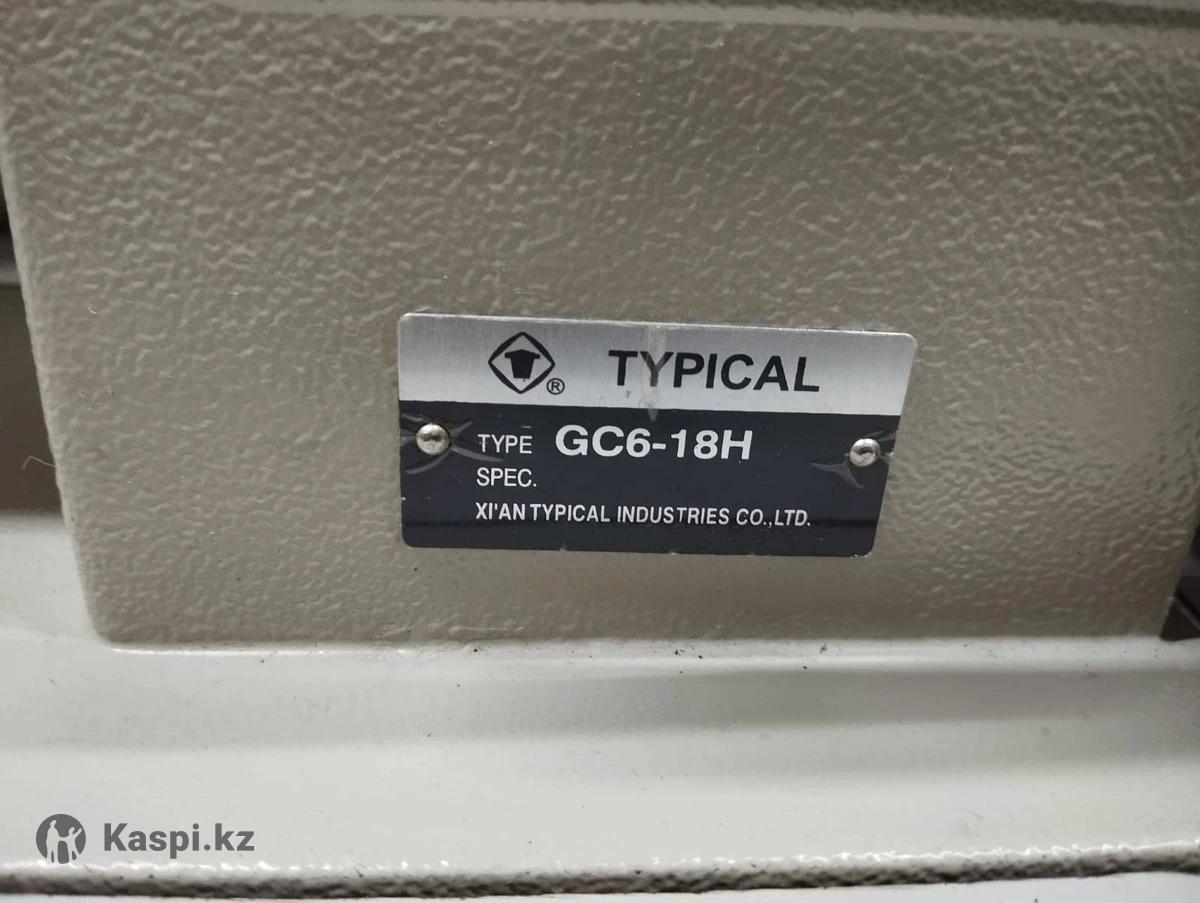 ® TYPICAL
TYPE GC6-18H
SPEC.
XI'AN TYPICAL INDUSTRIES CO.,LTD.
Kaspi.kz